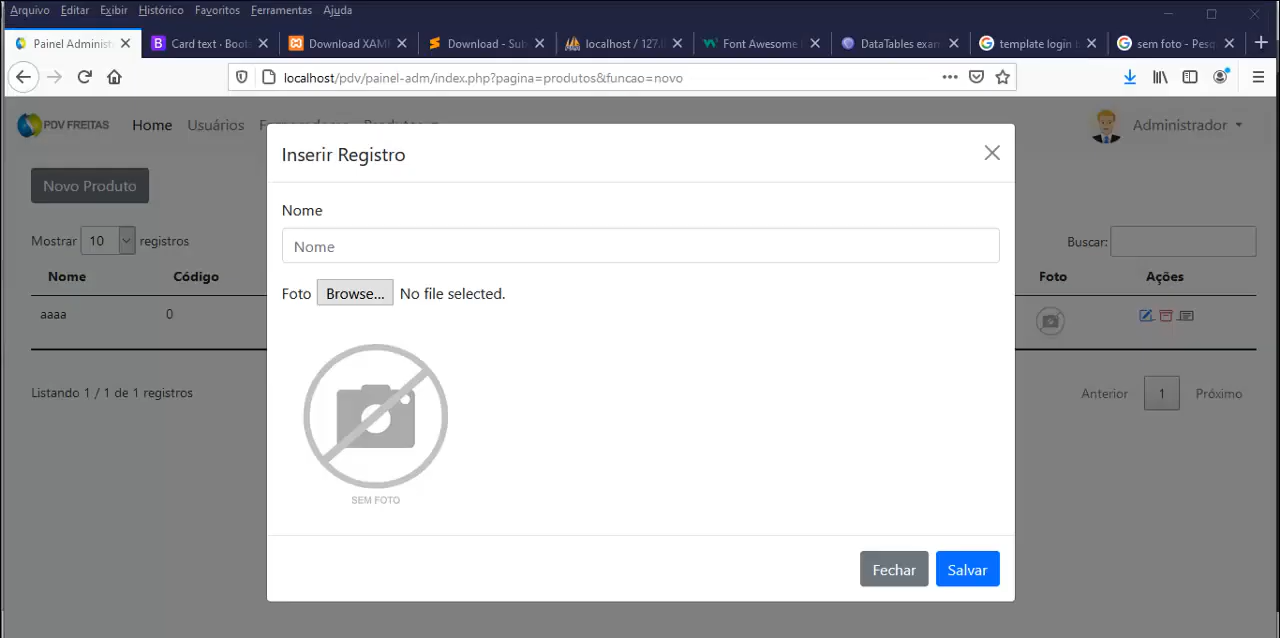 Arquivo Editar Exibir Histórico Favoritos Ferramentas Ajuda
Painel Administ Card text · Boot Download XAM Download - Sub localhost / 127. Font Awesome DataTables exam template login sem foto - Pesq
localhost/pdv/painel-adm/index.php?pagina=produtos&funcao=novo
PDV FREITAS Home Usuários Administrador
Inserir Registro
Novo Produto
Nome
Nome
Mostrar 10 registros
Buscar:
Nome Código Foto Ações
Foto Browse... No file selected.
aaaa 0
Listando 1 / 1 de 1 registros
Anterior 1 Próximo
SEM FOTO
Fechar Salvar